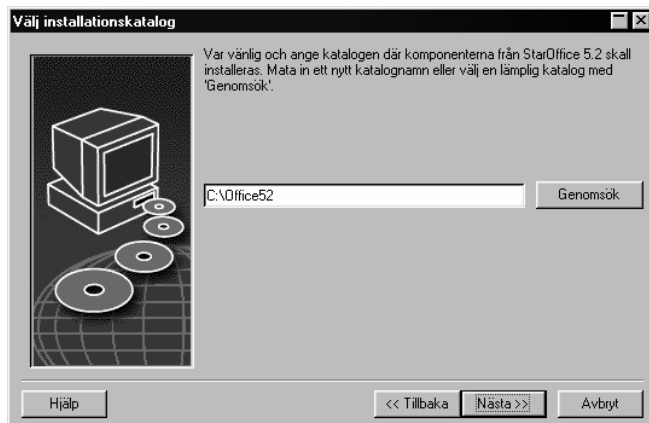 Välj installationskatalog
Var vänlig och ange katalogen där komponenterna från StarOffice 5.2 skall
installeras. Mata in ett nytt katalognamn eller välj en lämplig katalog med
'Genomsök'.
C:\Office52
Genomsök
Hjälp
<< Tillbaka
Nästa >>
Avbryt